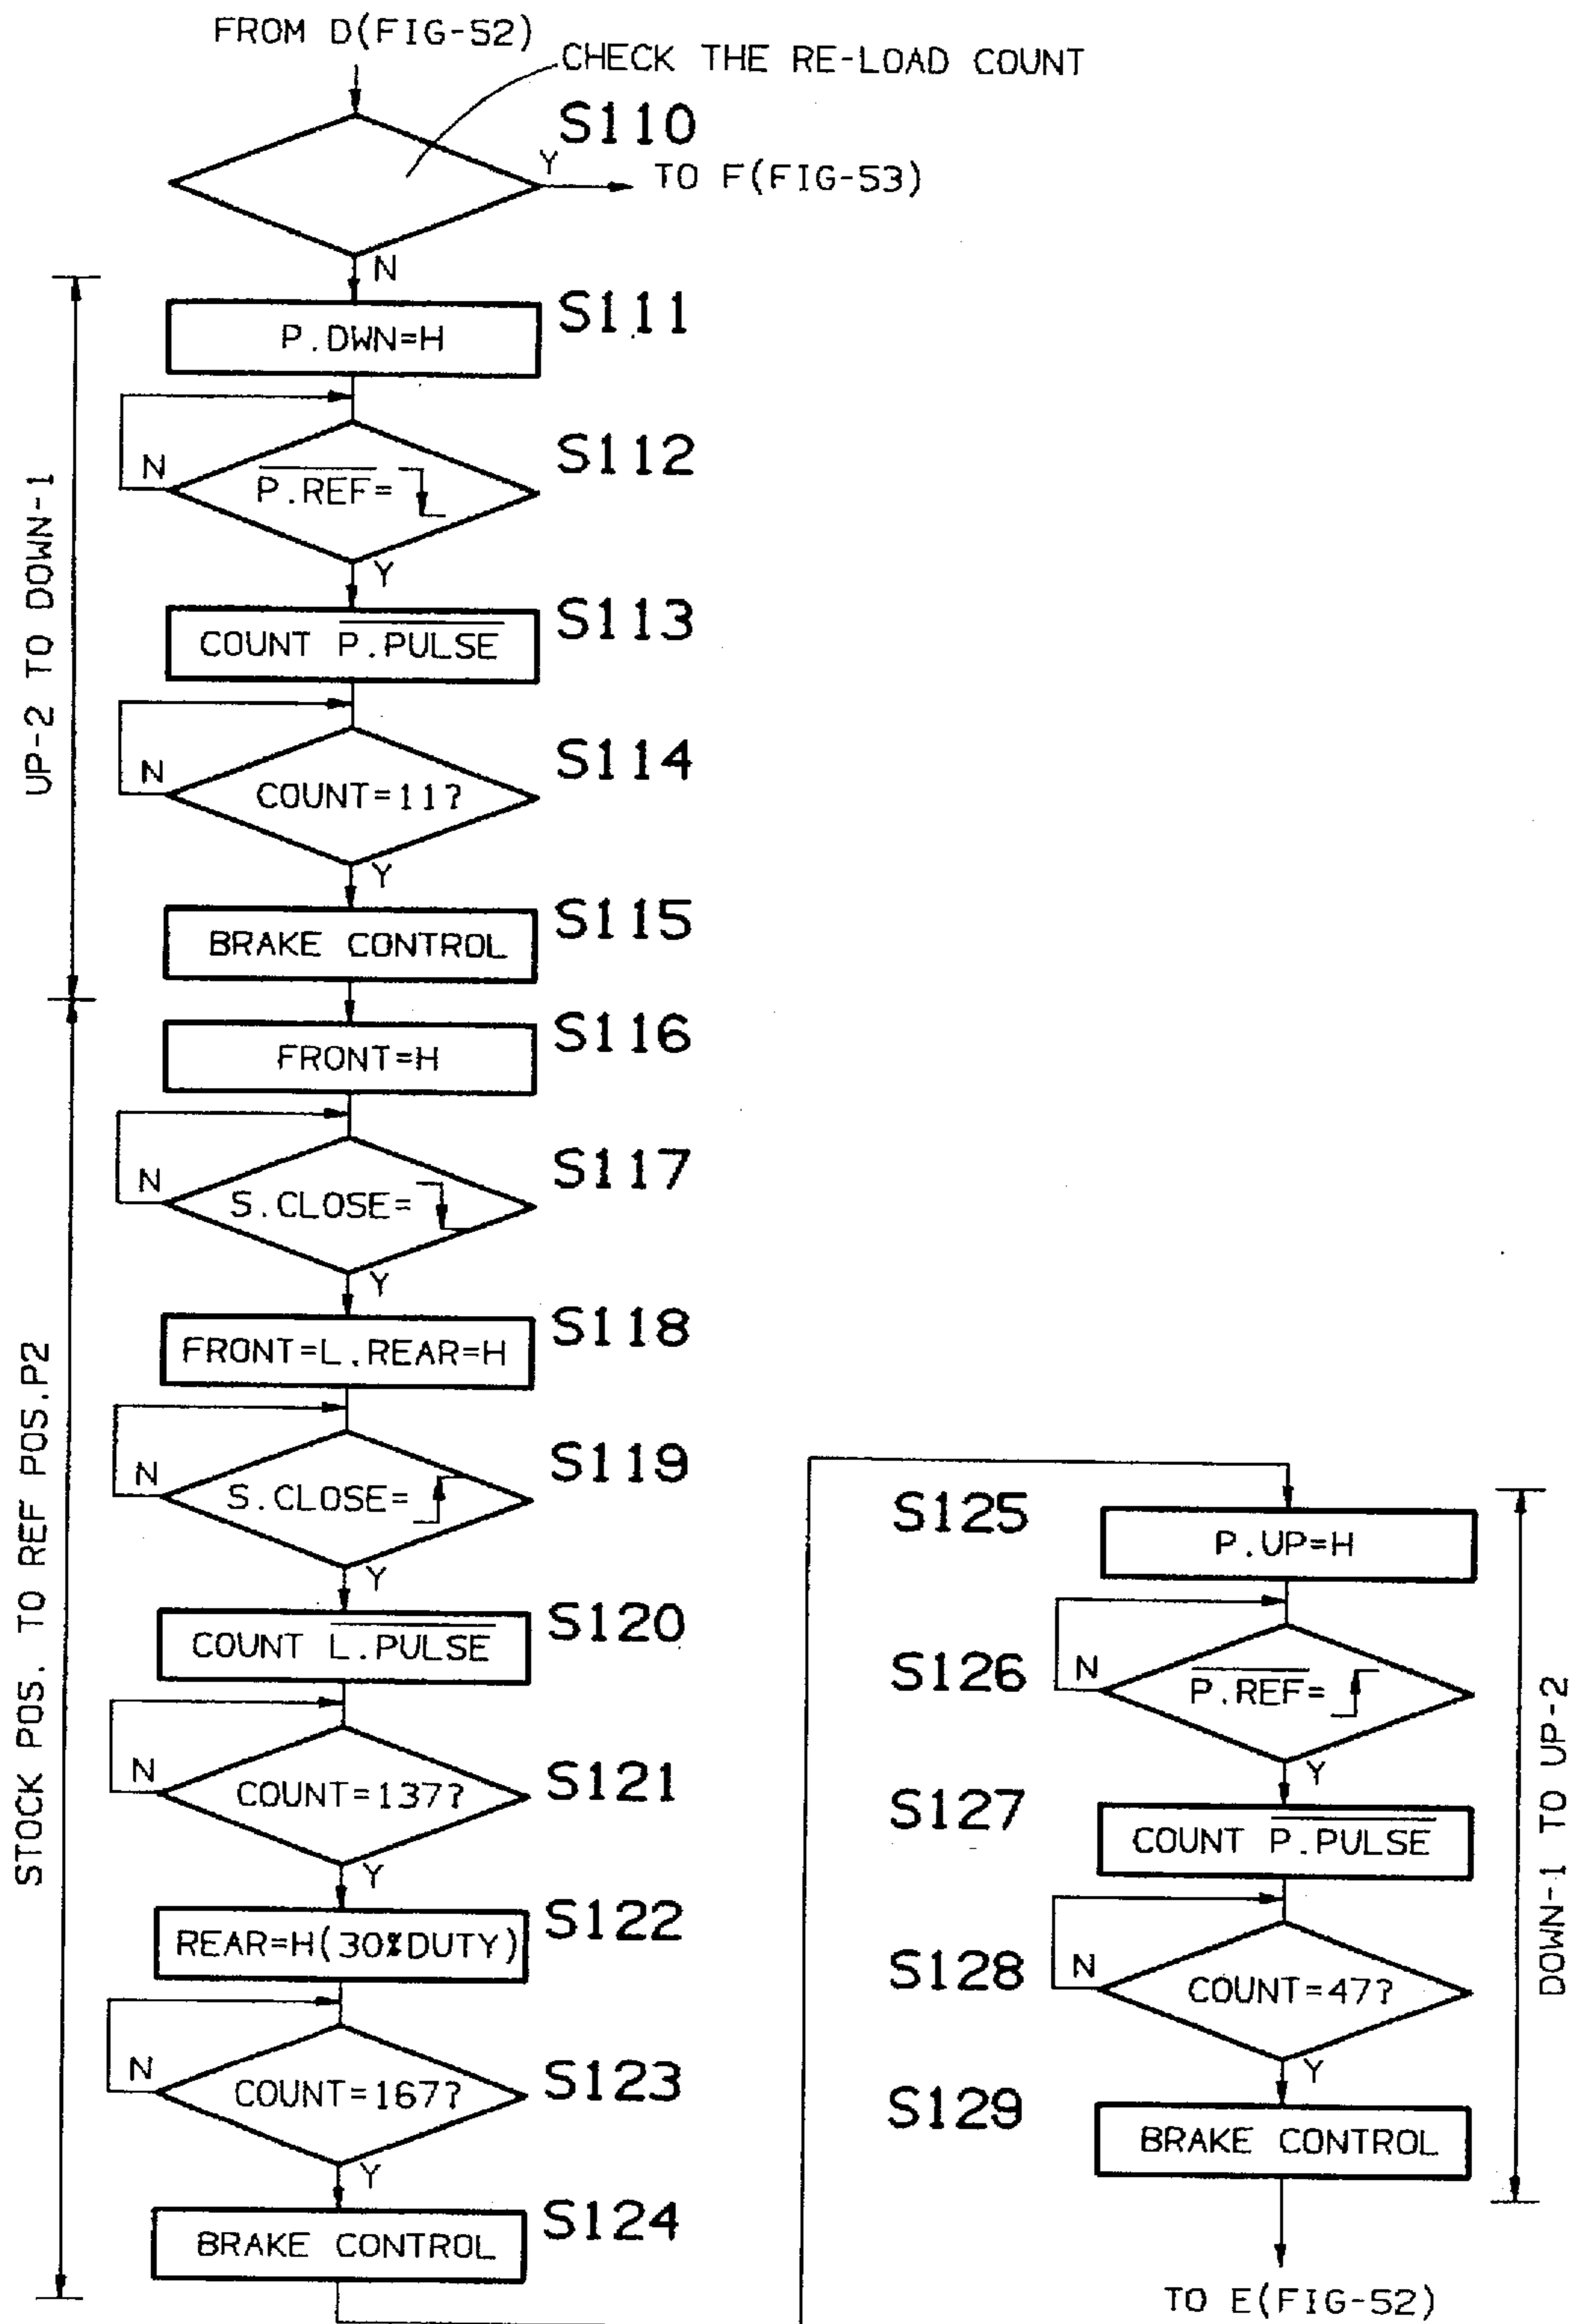 FROM D(FIG-52)
CHECK THE RE-LOAD COUNT
S110
Y
TO F(FIG-53)
N
UP-2 TO DOWN-1
P.DWN=H
S111
N
P.REF=
S112
Y
COUNT P.PULSE
S113
N
COUNT=11?
S114
Y
BRAKE CONTROL
S115
STOCK POS. TO REF POS.P2
FRONT=H
S116
N
S.CLOSE=
S117
Y
FRONT=L.REAR=H
S118
N
S.CLOSE=
S119
Y
COUNT L.PULSE
S120
N
COUNT=137?
S121
Y
REAR=H(30%DUTY)
S122
N
COUNT=167?
S123
Y
BRAKE CONTROL
S124
S125
P.UP=H
S126
N
P.REF=
Y
S127
COUNT P.PULSE
S128
N
COUNT=47?
Y
S129
BRAKE CONTROL
DOWN-1 TO UP-2
TO E(FIG-52)